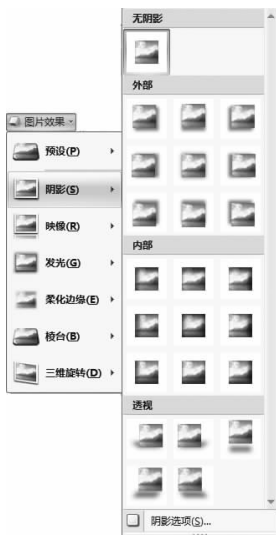 图片效果
预设(P)
阴影(S)
映像(R)
发光(G)
柔化边缘(E)
棱台(B)
三维旋转(D)
无阴影
外部
内部
透视
阴影选项(S)...